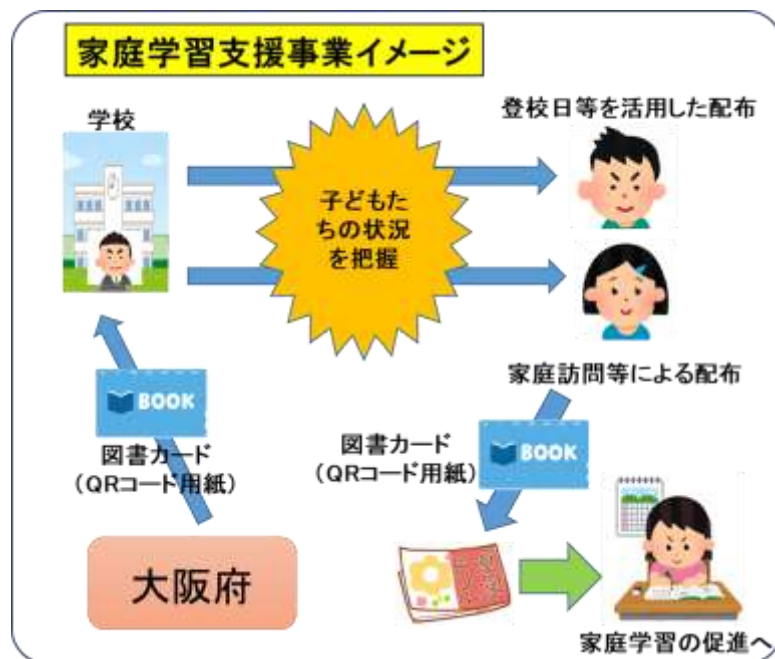 家庭学習支援事業イメージ
学校
登校日等を活用した配布
子どもた
ちの状況
を把握
家庭訪問等による配布
BOOK
図書カード
（QRコード用紙）
図書カード
（QRコード用紙）
BOOK
大阪府
家庭学習の促進へ